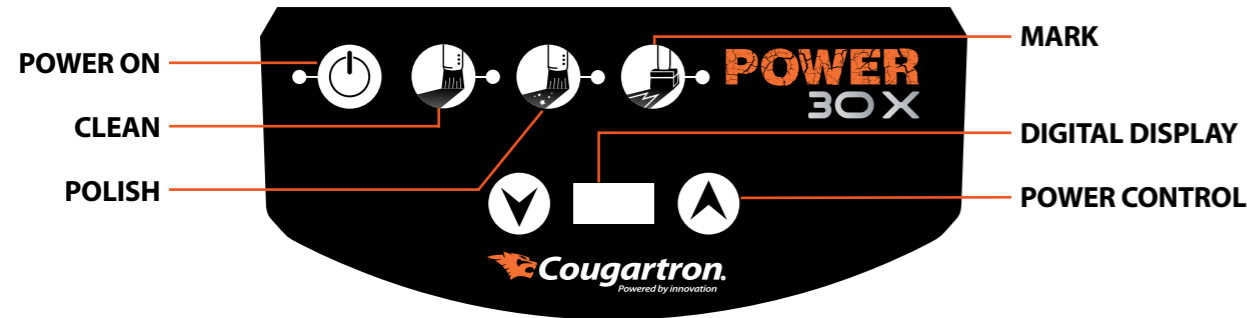 POWER ON
CLEAN
POLISH
POWER
30X
MARK
DIGITAL DISPLAY
POWER CONTROL
Cougartron.
Powered by innovation